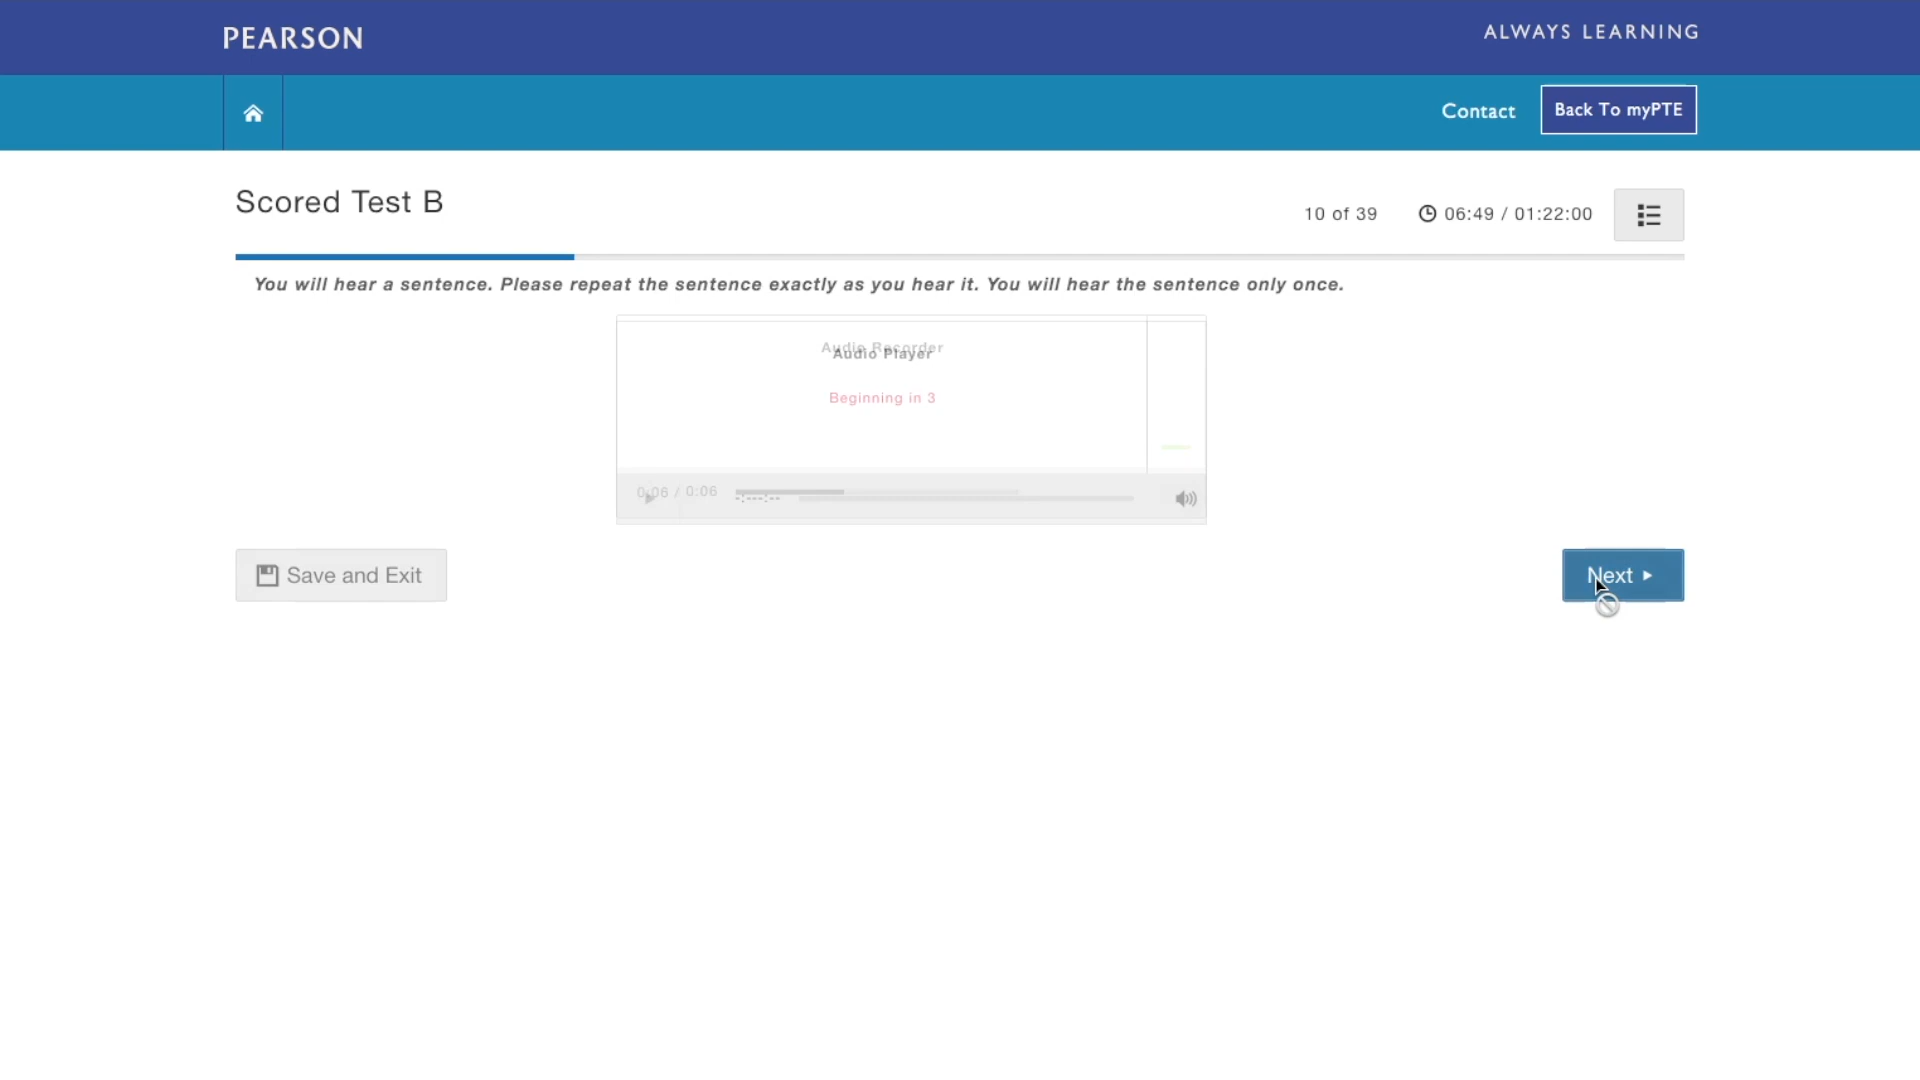 PEARSON
ALWAYS LEARNING
Contact
Back To myPTE
Scored Test B
10 of 39
06:49 / 01:22:00
You will hear a sentence. Please repeat the sentence exactly as you hear it. You will hear the sentence only once.
Audio Recorder
Audio Player
Beginning in 3
0:06 / 0:06
-:--
-:--
Save and Exit
Next